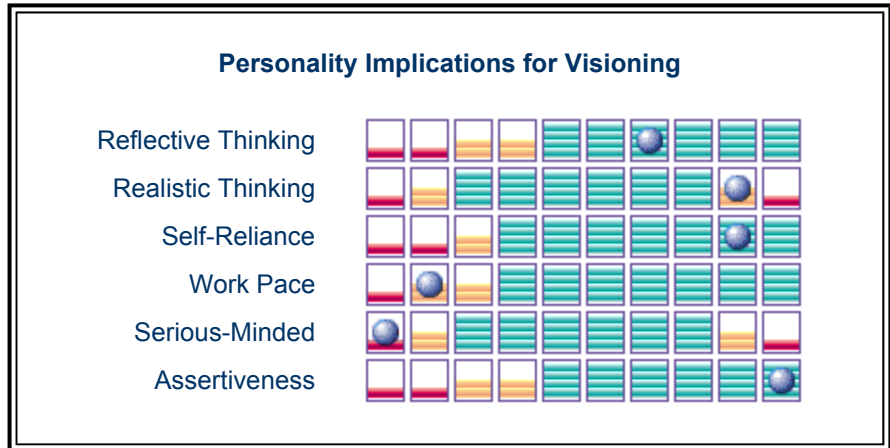 Personality Implications for Visioning
Reflective Thinking
Realistic Thinking
Self-Reliance
Work Pace
Serious-Minded
Assertiveness